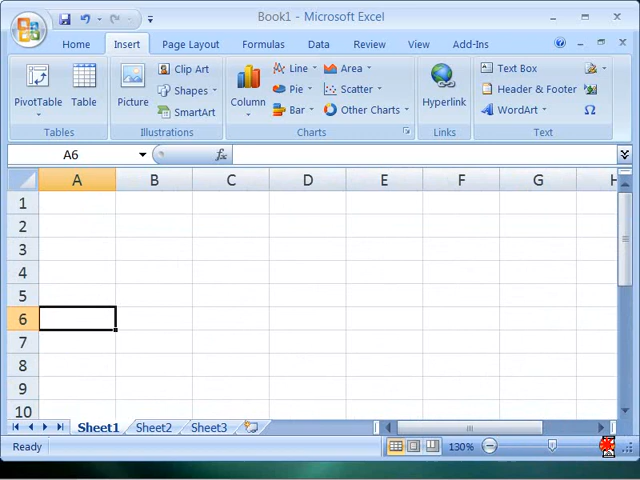 Book1 - Microsoft Excel
Home Insert Page Layout Formulas Data Review View Add-Ins
PivotTable Table Picture Clip Art Shapes SmartArt Column Line Area Pie Scatter Bar Other Charts Hyperlink Text Box Header & Footer WordArt Ω
Tables Illustrations Charts Links Text
A6 fx
A B C D E F G H
1
2
3
4
5
6
7
8
9
10
Sheet1 Sheet2 Sheet3
Ready 130%